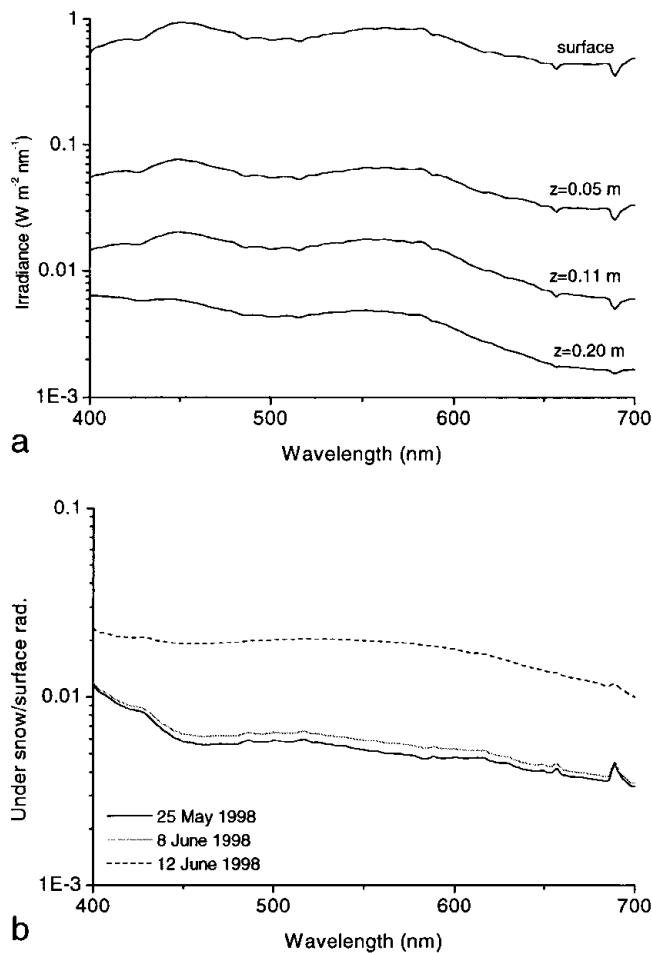 1
0.1
0.01
1E-3
Irradiance (W m⁻² nm⁻¹)
surface
z=0.05 m
z=0.11 m
z=0.20 m
400
500
600
700
Wavelength (nm)
a
0.1
0.01
1E-3
Under snow/surface rad.
25 May 1998
8 June 1998
12 June 1998
400
500
600
700
Wavelength (nm)
b